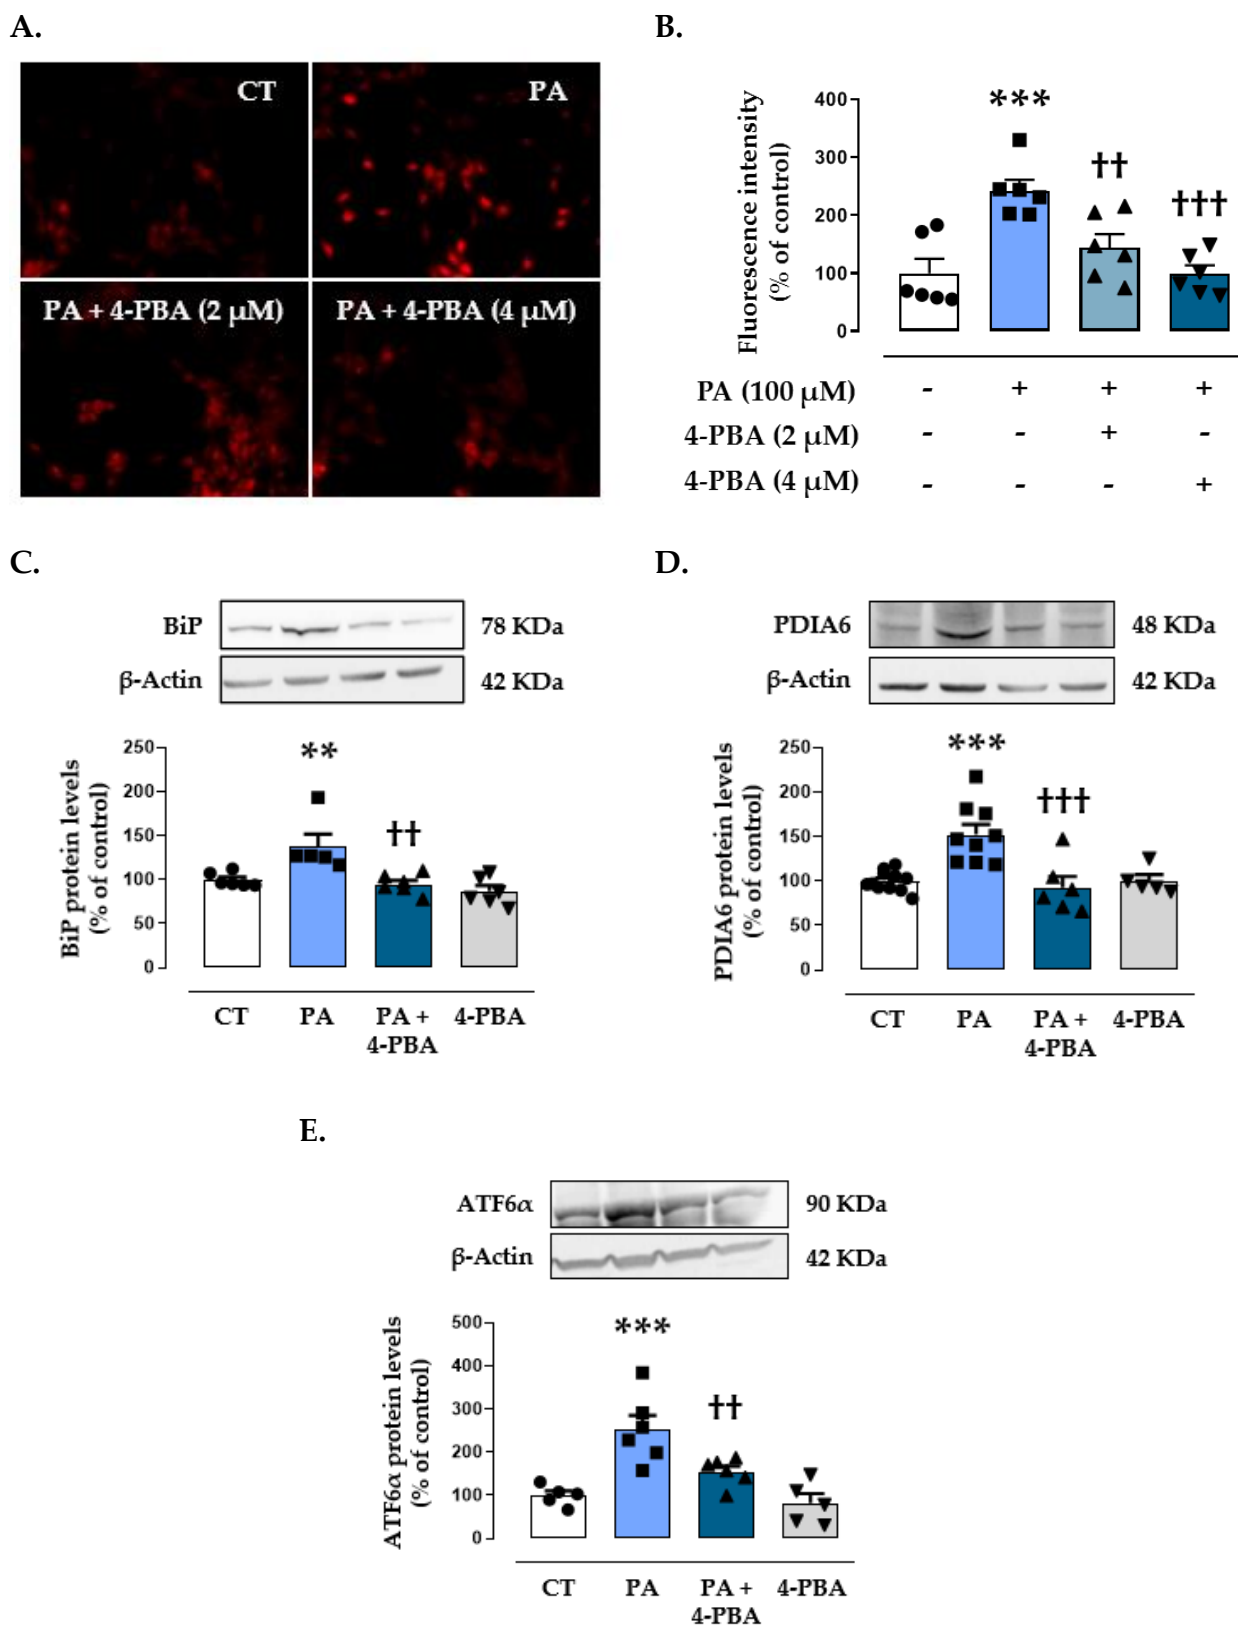 A.
CT
PA
PA + 4-PBA (2 µM)
PA + 4-PBA (4 µM)
B.
Fluorescence intensity
(% of control)
400
300
200
100
0
***
††
†††
PA (100 µM) - + + +
4-PBA (2 µM) - - + -
4-PBA (4 µM) - - - +
C.
BiP
78 KDa
β-Actin
42 KDa
BiP protein levels
(% of control)
250
200
150
100
50
0
**
††
CT
PA
PA +
4-PBA
4-PBA
D.
PDIA6
48 KDa
β-Actin
42 KDa
PDIA6 protein levels
(% of control)
250
200
150
100
50
0
***
†††
CT
PA
PA +
4-PBA
4-PBA
E.
ATF6α
90 KDa
β-Actin
42 KDa
ATF6α protein levels
(% of control)
500
400
300
200
100
0
***
††
CT
PA
PA +
4-PBA
4-PBA